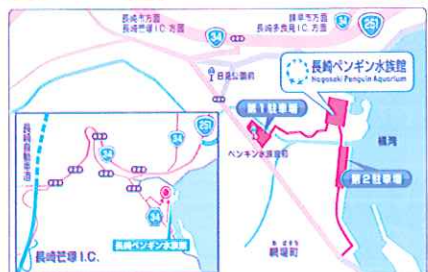 長崎市方面
長崎芒塚I.C.方面
諫早市方面
長崎多良見I.C.方面
34
34
251
日見公園前
長崎ペンギン水族館
Nagasaki Penguin Aquarium
第1駐車場
ペンギン水族館前
橘湾
第2駐車場
網場町
長崎自動車道
34
251
34
長崎ペンギン水族館
長崎芒塚I.C.